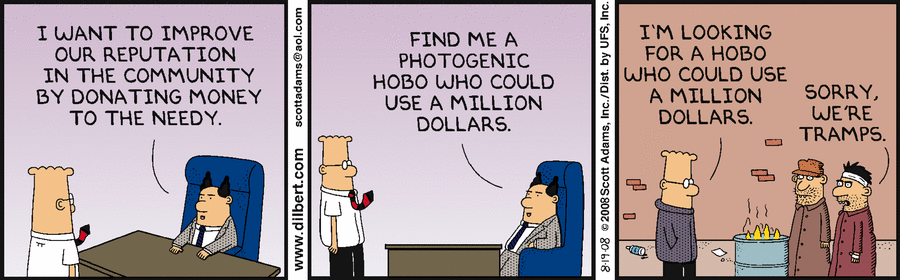 I WANT TO IMPROVE
OUR REPUTATION
IN THE COMMUNITY
BY DONATING MONEY
TO THE NEEDY.
www.dilbert.com scottadams@aol.com
FIND ME A
PHOTOGENIC
HOBO WHO COULD
USE A MILLION
DOLLARS.
8-19-08 © 2008 Scott Adams, Inc./Dist. by UFS, Inc.
I'M LOOKING
FOR A HOBO
WHO COULD USE
A MILLION
DOLLARS.
SORRY,
WE'RE
TRAMPS.